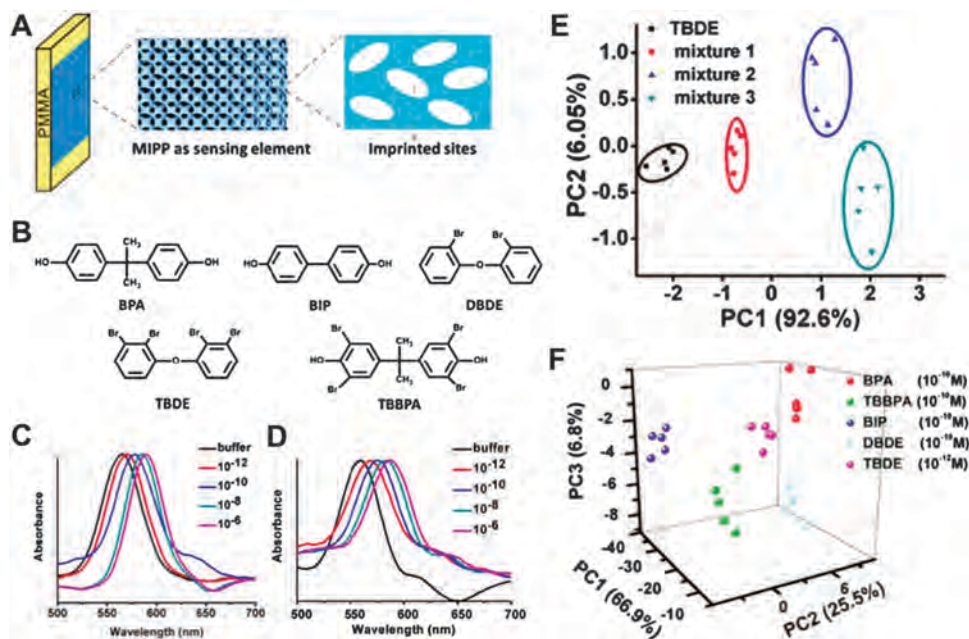 A
PMMA
MIPP as sensing element
Imprinted sites
B
HO
CH₃
CH₃
OH
BPA
HO
OH
BIP
Br
Br
O
DBDE
Br
Br
Br
Br
O
TBDE
Br
Br
HO
CH₃
CH₃
OH
Br
Br
TBBPA
C
Absorbance
buffer
10⁻12
10⁻10
10⁻8
10⁻6
500 550 600 650 700
Wavelength (nm)
D
Absorbance
buffer
10⁻12
10⁻10
10⁻8
10⁻6
500 550 600 650 700
Wavelength (nm)
E
TBDE
mixture 1
mixture 2
mixture 3
PC2 (6.05%)
1.0
0.5
0.0
-0.5
-1.0
-2 -1 0 1 2 3
PC1 (92.6%)
F
BPA (10⁻¹⁰M)
TBBPA (10⁻¹⁰M)
BIP (10⁻¹⁰M)
DBDE (10⁻¹⁰M)
TBDE (10⁻¹²M)
PC3 (6.8%)
0
-2
-4
-6
-8
-40
-30
-20
-10
PC1 (66.9%)
0
6
PC2 (25.5%)